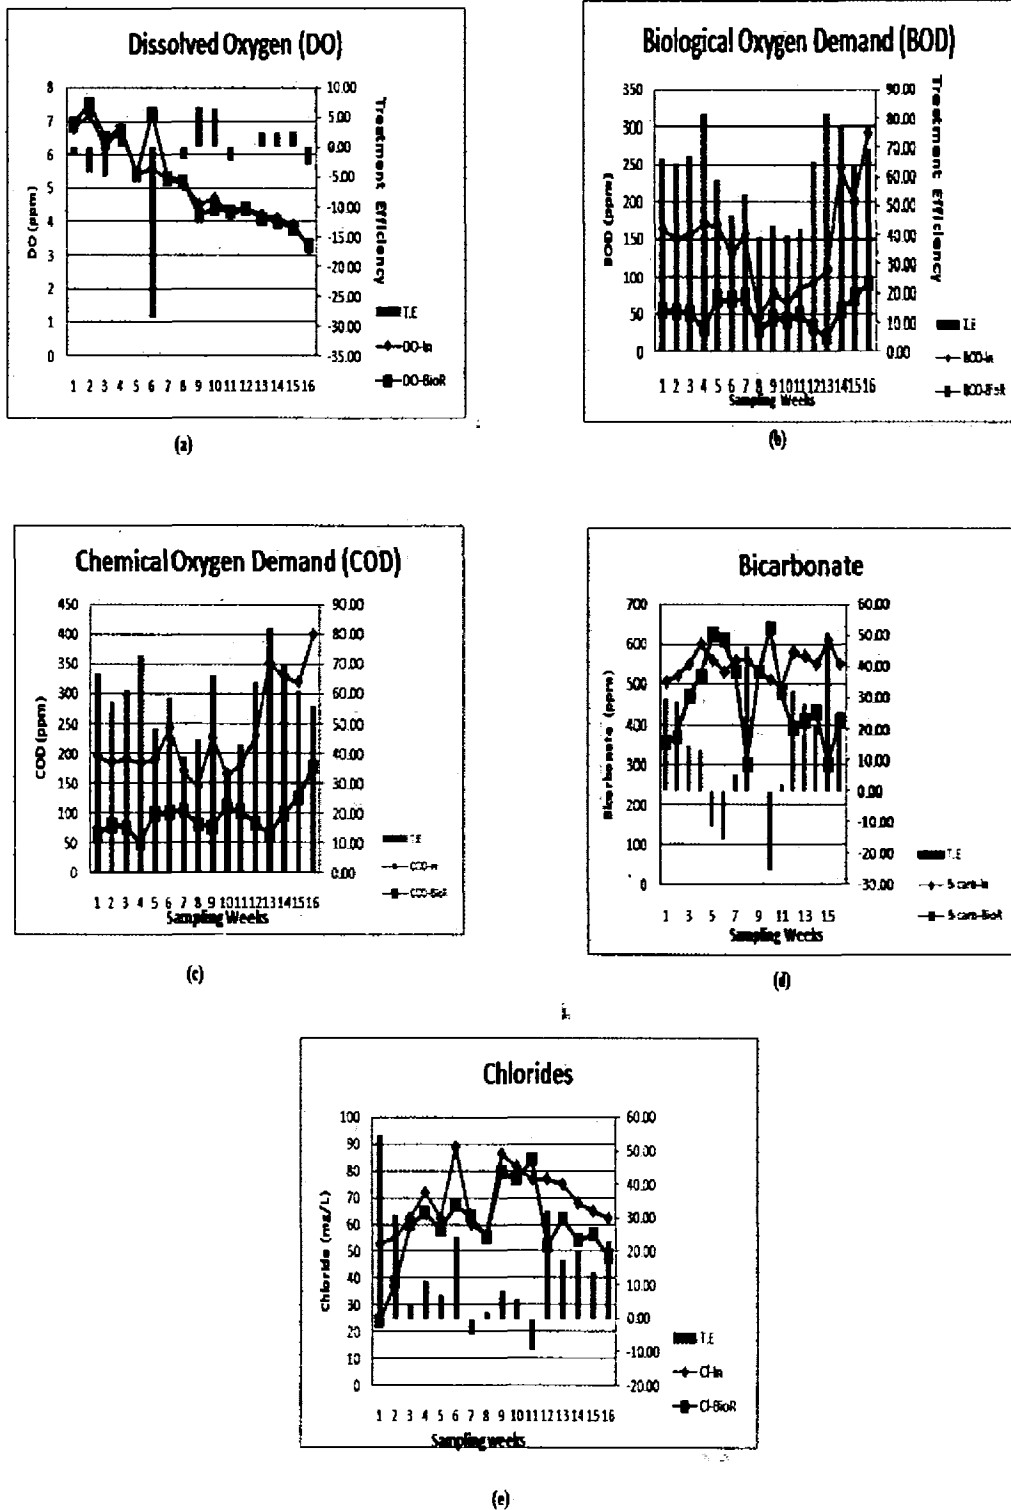 Dissolved Oxygen (DO)
8
7
6
5
4
3
2
1
0
DO (ppm)
10.00
5.00
0.00
-5.00
-10.00
-15.00
-20.00
-25.00
-30.00
-35.00
Treatment Efficiency
T.E
DO-In
DO-BioR
1 2 3 4 5 6 7 8 9 10 11 12 13 14 15 16
(a)
Biological Oxygen Demand (BOD)
350
300
250
200
150
100
50
0
BOD (ppm)
90.00
80.00
70.00
60.00
50.00
40.00
30.00
20.00
10.00
0.00
Treatment Efficiency
T.E
BOD-In
BOD-BioR
1 2 3 4 5 6 7 8 9 10 11 12 13 14 15 16
Sampling Weeks
(b)
Chemical Oxygen Demand (COD)
450
400
350
300
250
200
150
100
50
0
COD (ppm)
90.00
80.00
70.00
60.00
50.00
40.00
30.00
20.00
10.00
0.00
T.E
COD-In
COD-BioR
1 2 3 4 5 6 7 8 9 10 11 12 13 14 15 16
Sampling Weeks
(c)
Bicarbonate
700
600
500
400
300
200
100
0
Bicarbonate (ppm)
60.00
50.00
40.00
30.00
20.00
10.00
0.00
-10.00
-20.00
-30.00
T.E
Bicarb-In
Bicarb-BioR
1 3 5 7 9 11 13 15
Sampling Weeks
(d)
Chlorides
100
90
80
70
60
50
40
30
20
10
0
Chloride (mg/L)
60.00
50.00
40.00
30.00
20.00
10.00
0.00
-10.00
-20.00
T.E
Cl-In
Cl-BioR
1 2 3 4 5 6 7 8 9 10 11 12 13 14 15 16
Sampling weeks
(e)